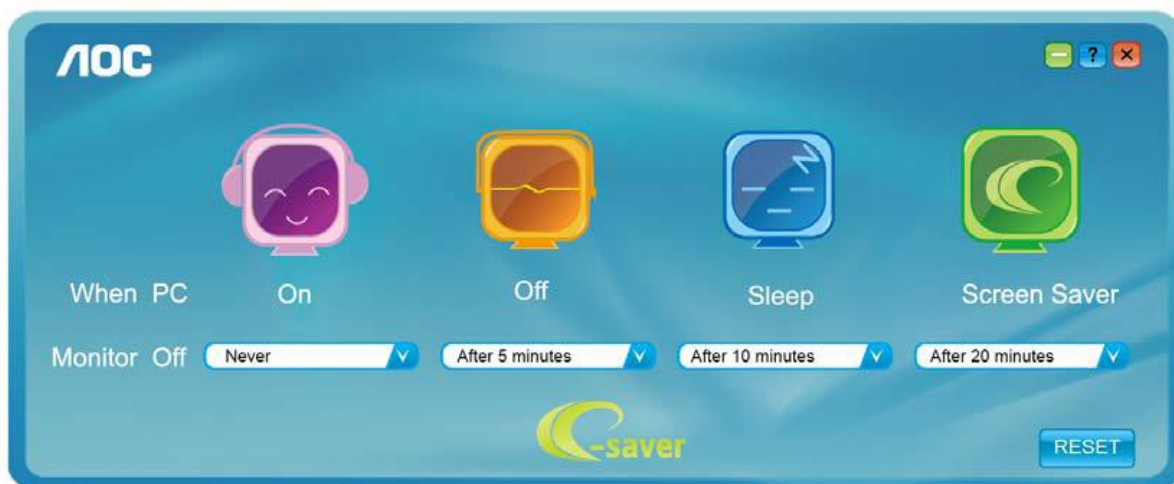 AOC
?
When PC On Off Sleep Screen Saver
Monitor Off Never After 5 minutes After 10 minutes After 20 minutes
e-saver
RESET